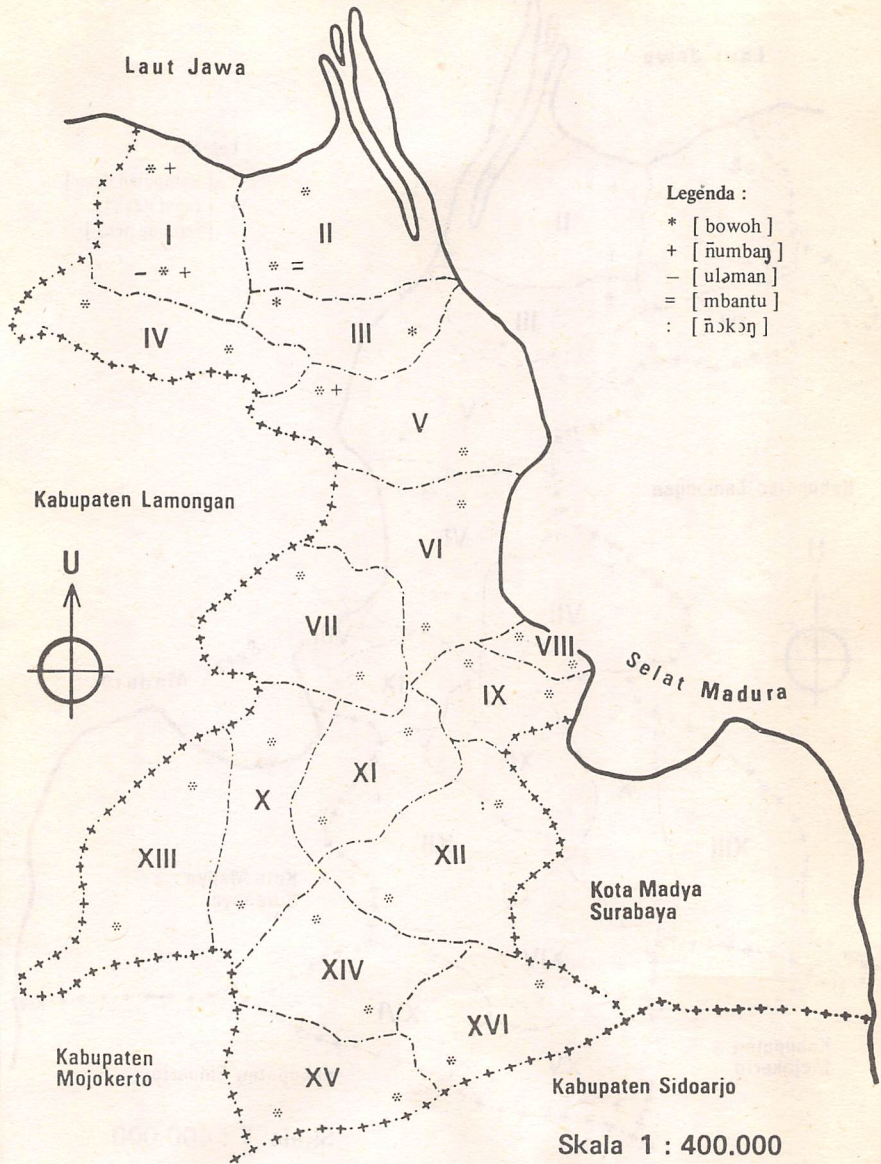 Laut Jawa
Legenda :
* [ bowoh ]
+ [ n̄umbaŋ ]
– [ uləman ]
= [ mbantu ]
: [ n̄ɔkɔŋ ]
* +
*
I
II
– * +
* =
*
*
IV
*
III
*
* +
V
*
Kabupaten Lamongan
*
VI
U
*
VII
*
*
VIII
*
Selat Madura
*
*
IX
*
*
*
X
XI
*
*
: *
XIII
XII
*
*
*
*
Kota Madya
Surabaya
*
XIV
*
*
XVI
*
Kabupaten
Mojokerto
XV
*
*
Kabupaten Sidoarjo
Skala 1 : 400.000